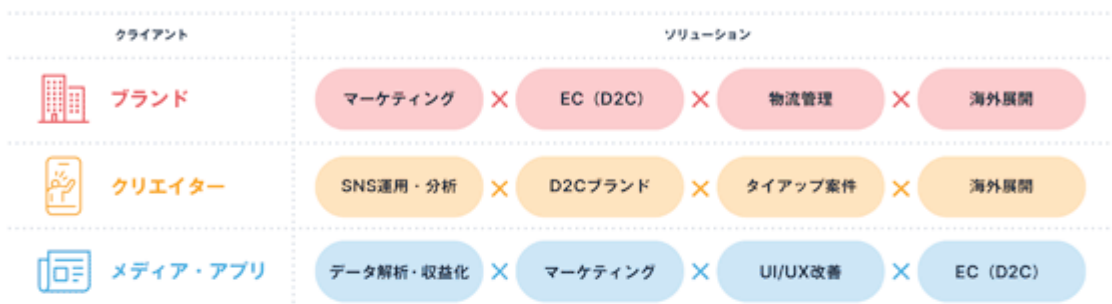 クライアント ソリューション
ブランド マーケティング × EC（D2C） × 物流管理 × 海外展開
クリエイター SNS運用・分析 × D2Cブランド × タイアップ案件 × 海外展開
メディア・アプリ データ解析・収益化 × マーケティング × UI/UX改善 × EC（D2C）